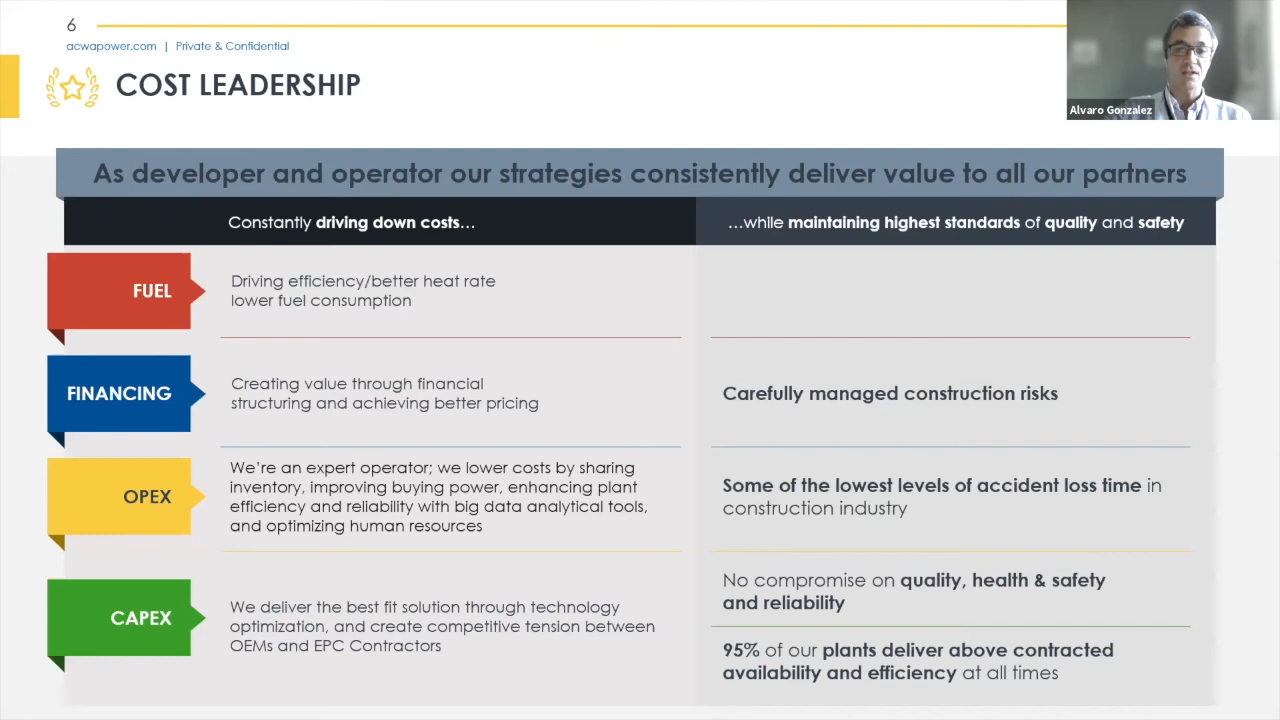 6
acwapower.com | Private & Confidential
COST LEADERSHIP
Alvaro Gonzalez
As developer and operator our strategies consistently deliver value to all our partners
Constantly driving down costs…
…while maintaining highest standards of quality and safety
FUEL
Driving efficiency/better heat rate
lower fuel consumption
FINANCING
Creating value through financial
structuring and achieving better pricing
Carefully managed construction risks
OPEX
We’re an expert operator; we lower costs by sharing
inventory, improving buying power, enhancing plant
efficiency and reliability with big data analytical tools,
and optimizing human resources
Some of the lowest levels of accident loss time in
construction industry
CAPEX
We deliver the best fit solution through technology
optimization, and create competitive tension between
OEMs and EPC Contractors
No compromise on quality, health & safety
and reliability
95% of our plants deliver above contracted
availability and efficiency at all times